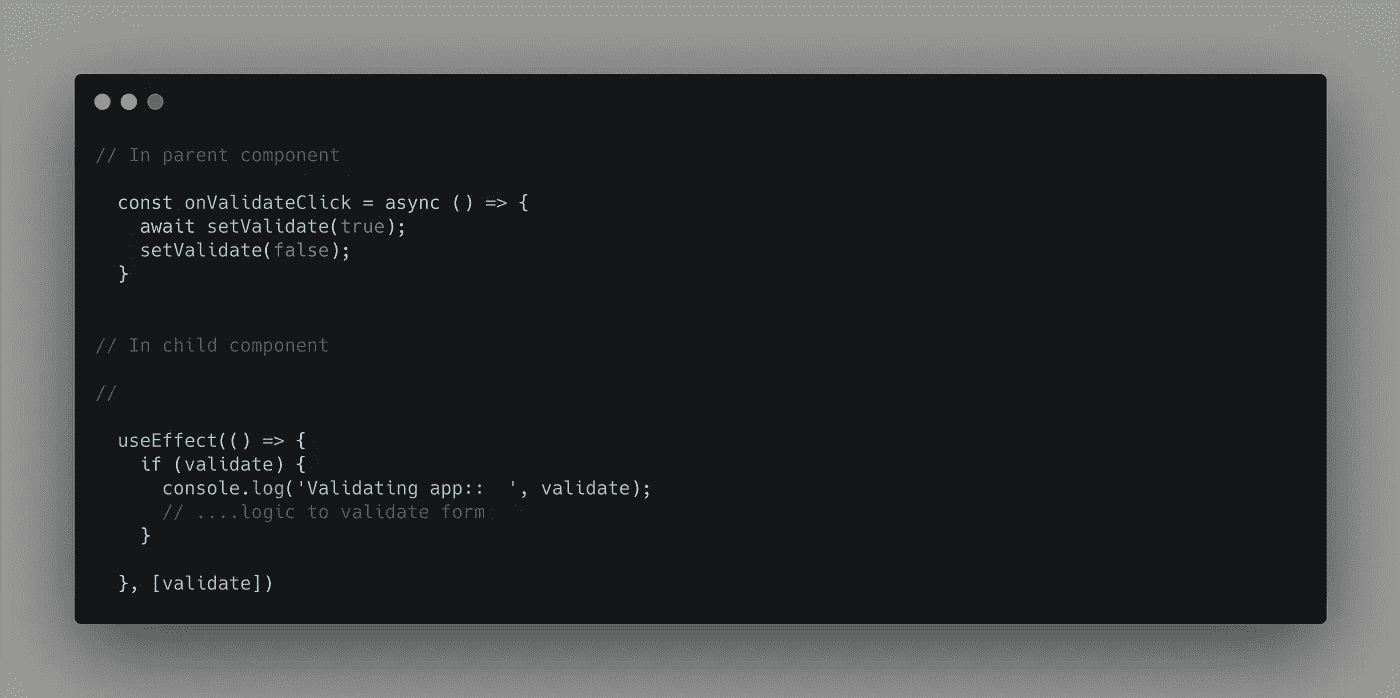 // In parent component
const onValidateClick = async () => {
await setValidate(true);
setValidate(false);
}
// In child component
//
useEffect(() => {
if (validate) {
console.log('Validating app::  ', validate);
// ....logic to validate form
}
}, [validate])